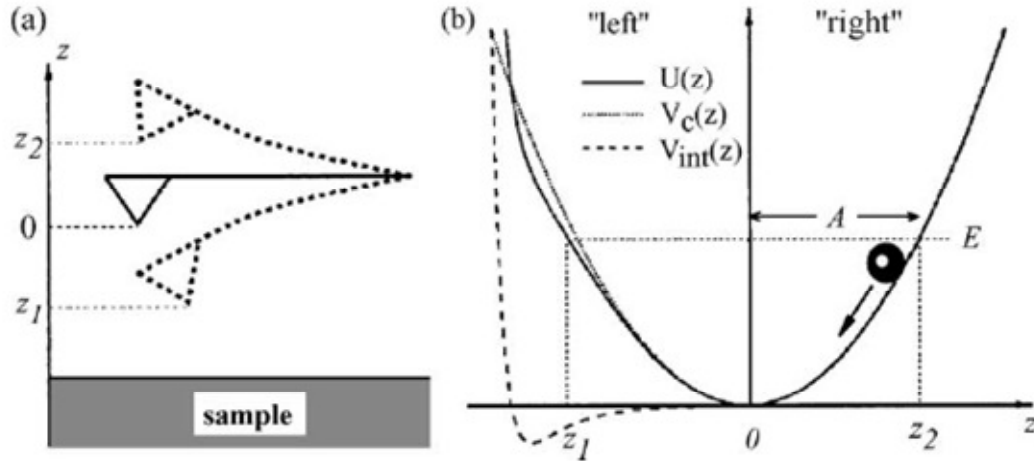 (a)
z
z2
0
z1
sample
(b)
"left" "right"
U(z)
Vc(z)
Vint(z)
A
E
z1 0 z2 z